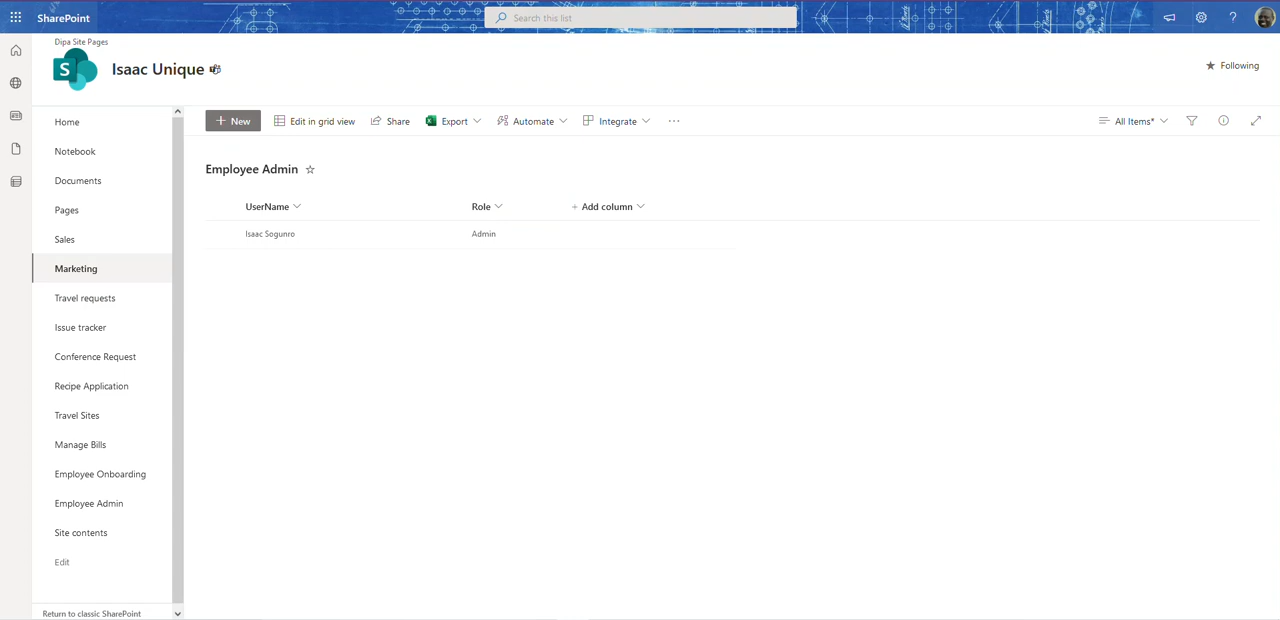 SharePoint
Search this list
?
Dipa Site Pages
S
Isaac Unique
Following
Home
Notebook
Documents
Pages
Sales
Marketing
Travel requests
Issue tracker
Conference Request
Recipe Application
Travel Sites
Manage Bills
Employee Onboarding
Employee Admin
Site contents
Edit
Return to classic SharePoint
+ New
Edit in grid view
Share
Export
Automate
Integrate
...
All Items*
Employee Admin
UserName
Role
+ Add column
Isaac Sogunro
Admin